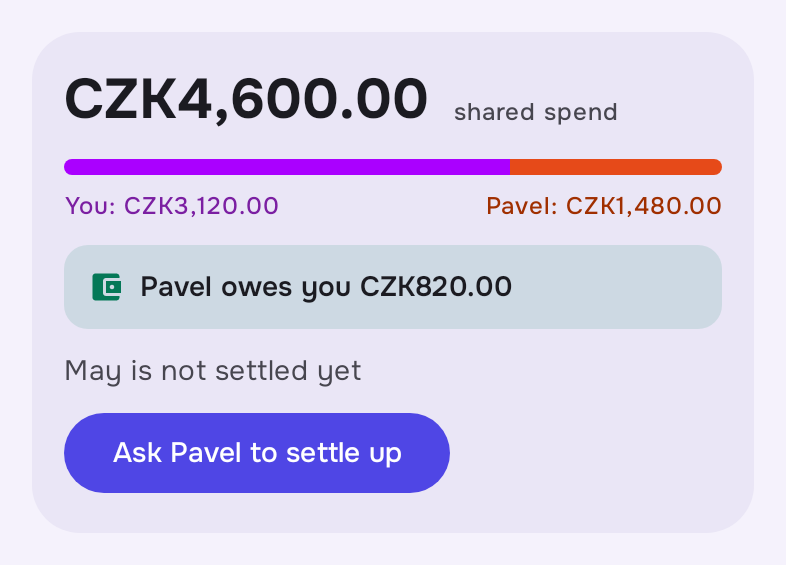 CZK4,600.00 shared spend
You: CZK3,120.00 Pavel: CZK1,480.00
Pavel owes you CZK820.00
May is not settled yet
Ask Pavel to settle up